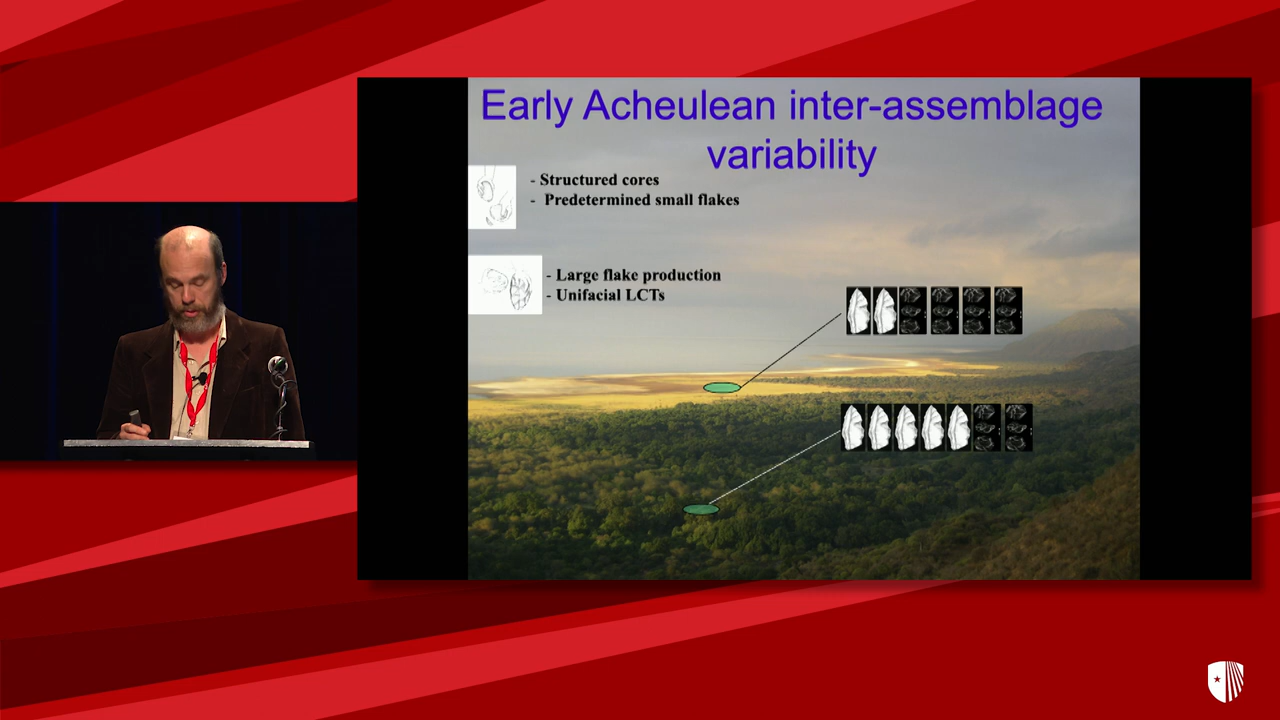 Early Acheulean inter-assemblage
variability
- Structured cores
- Predetermined small flakes
- Large flake production
- Unifacial LCTs